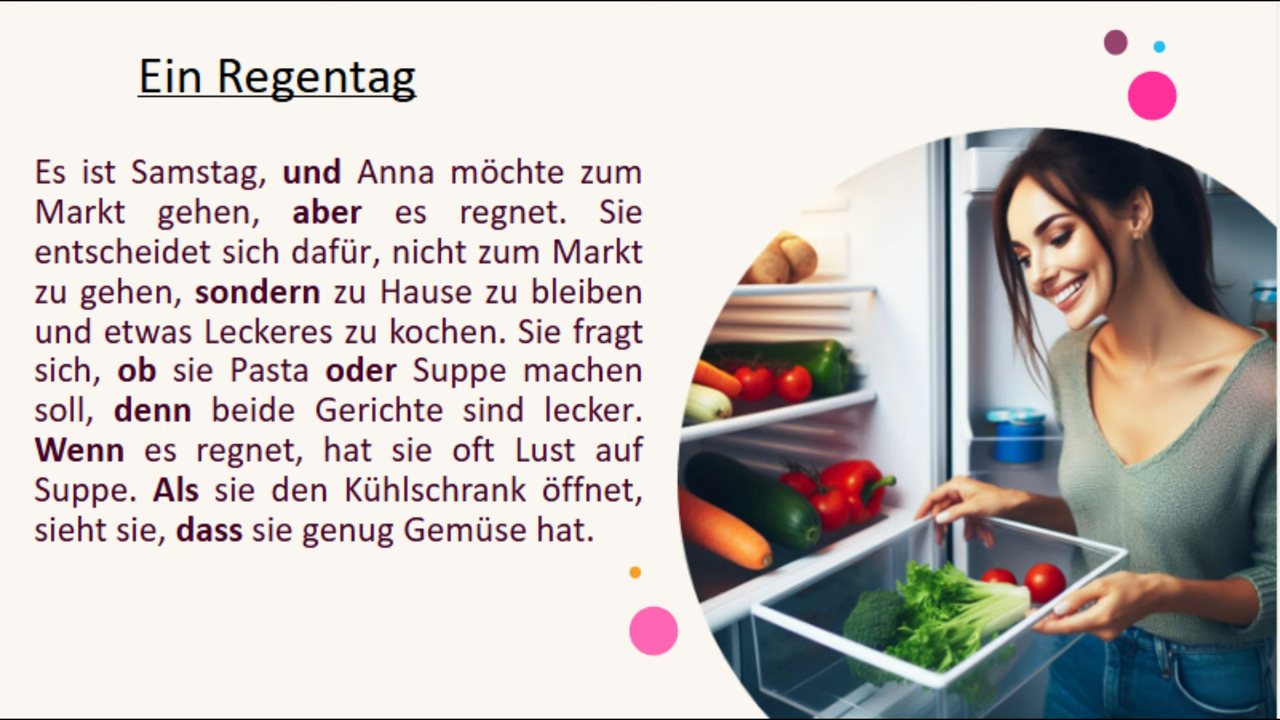 Ein Regentag
Es ist Samstag, und Anna möchte zum
Markt gehen, aber es regnet. Sie
entscheidet sich dafür, nicht zum Markt
zu gehen, sondern zu Hause zu bleiben
und etwas Leckeres zu kochen. Sie fragt
sich, ob sie Pasta oder Suppe machen
soll, denn beide Gerichte sind lecker.
Wenn es regnet, hat sie oft Lust auf
Suppe. Als sie den Kühlschrank öffnet,
sieht sie, dass sie genug Gemüse hat.